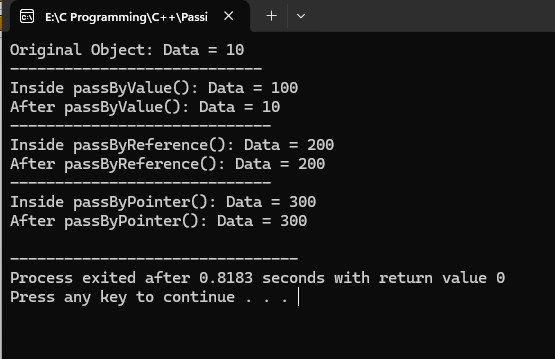 E:\C Programming\C++\Passi
Original Object: Data = 10
----------------------------
Inside passByValue(): Data = 100
After passByValue(): Data = 10
-----------------------------
Inside passByReference(): Data = 200
After passByReference(): Data = 200
-----------------------------
Inside passByPointer(): Data = 300
After passByPointer(): Data = 300
--------------------------------
Process exited after 0.8183 seconds with return value 0
Press any key to continue . . .